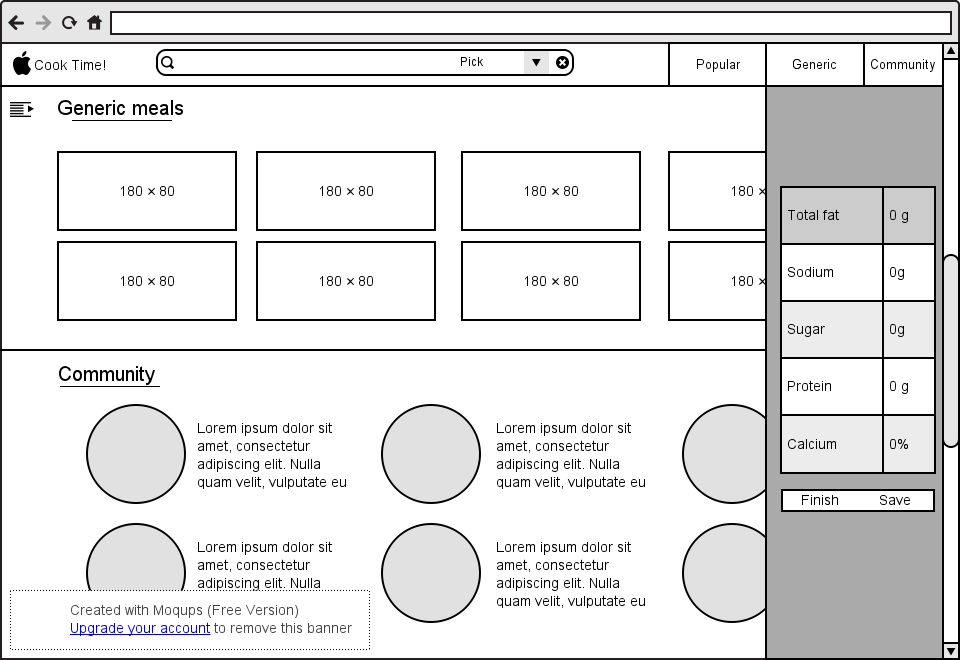 Cook Time!
Pick
Popular
Generic
Community
Generic meals
180 × 80
180 × 80
180 × 80
180 ×
180 × 80
180 × 80
180 × 80
180 ×
Total fat 0 g
Sodium 0g
Sugar 0g
Protein 0 g
Calcium 0%
Finish Save
Community
Lorem ipsum dolor sit
amet, consectetur
adipiscing elit. Nulla
quam velit, vulputate eu
Lorem ipsum dolor sit
amet, consectetur
adipiscing elit. Nulla
quam velit, vulputate eu
Lorem ipsum dolor sit
amet, consectetur
adipiscing elit. Nulla
Lorem ipsum dolor sit
amet, consectetur
adipiscing elit. Nulla
quam velit, vulputate eu
Created with Moqups (Free Version)
Upgrade your account to remove this banner